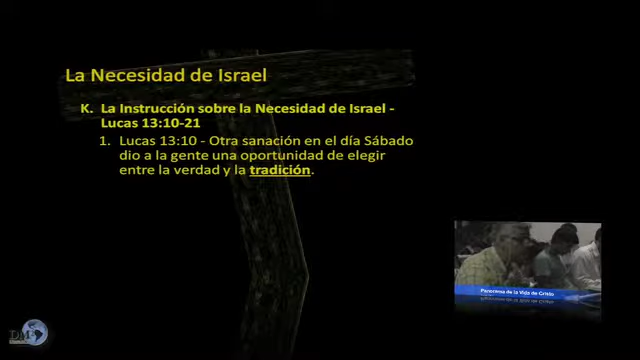 La Necesidad de Israel
K. La Instrucción sobre la Necesidad de Israel -
Lucas 13:10-21
1. Lucas 13:10 - Otra sanación en el día Sábado
dio a la gente una oportunidad de elegir
entre la verdad y la tradición.
Panorama de la Vida de Cristo
DM